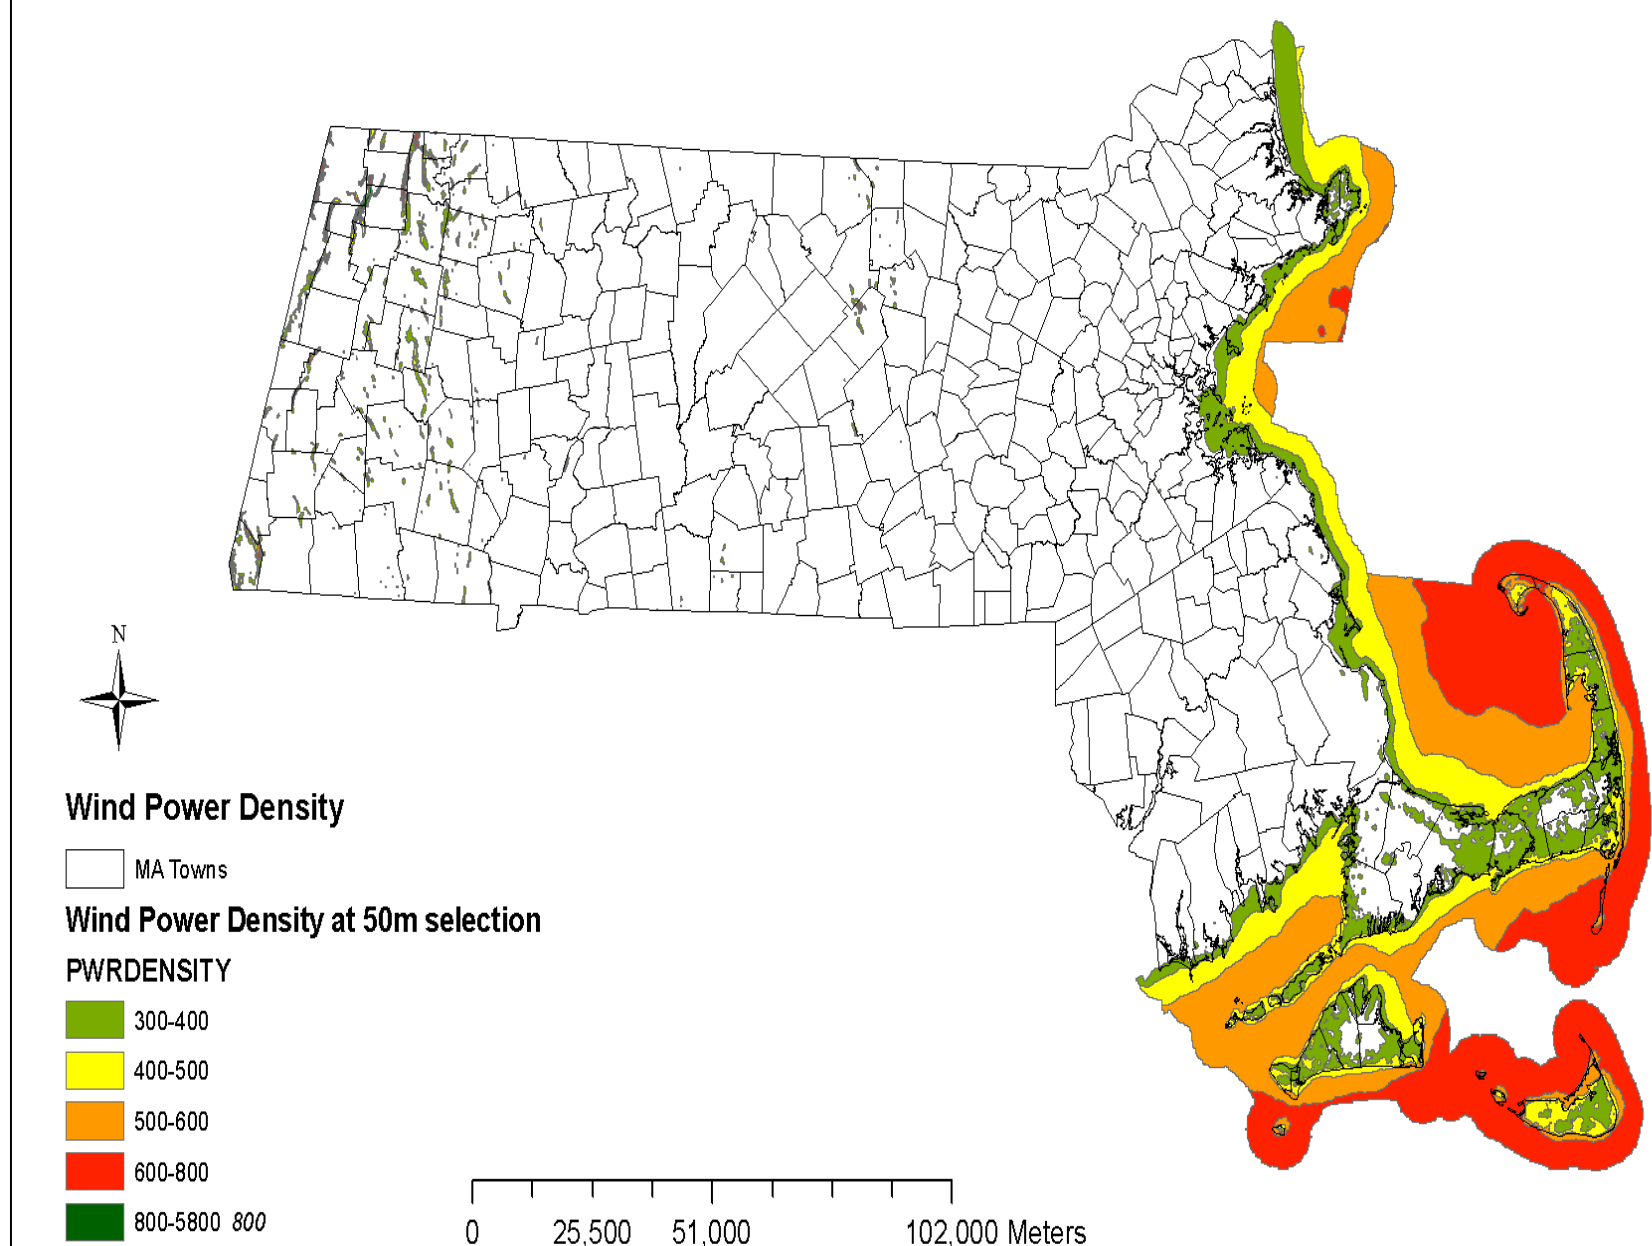 N
Wind Power Density
MA Towns
Wind Power Density at 50m selection
PWRDENSITY
300-400
400-500
500-600
600-800
800-5800 800
0 25,500 51,000 102,000 Meters